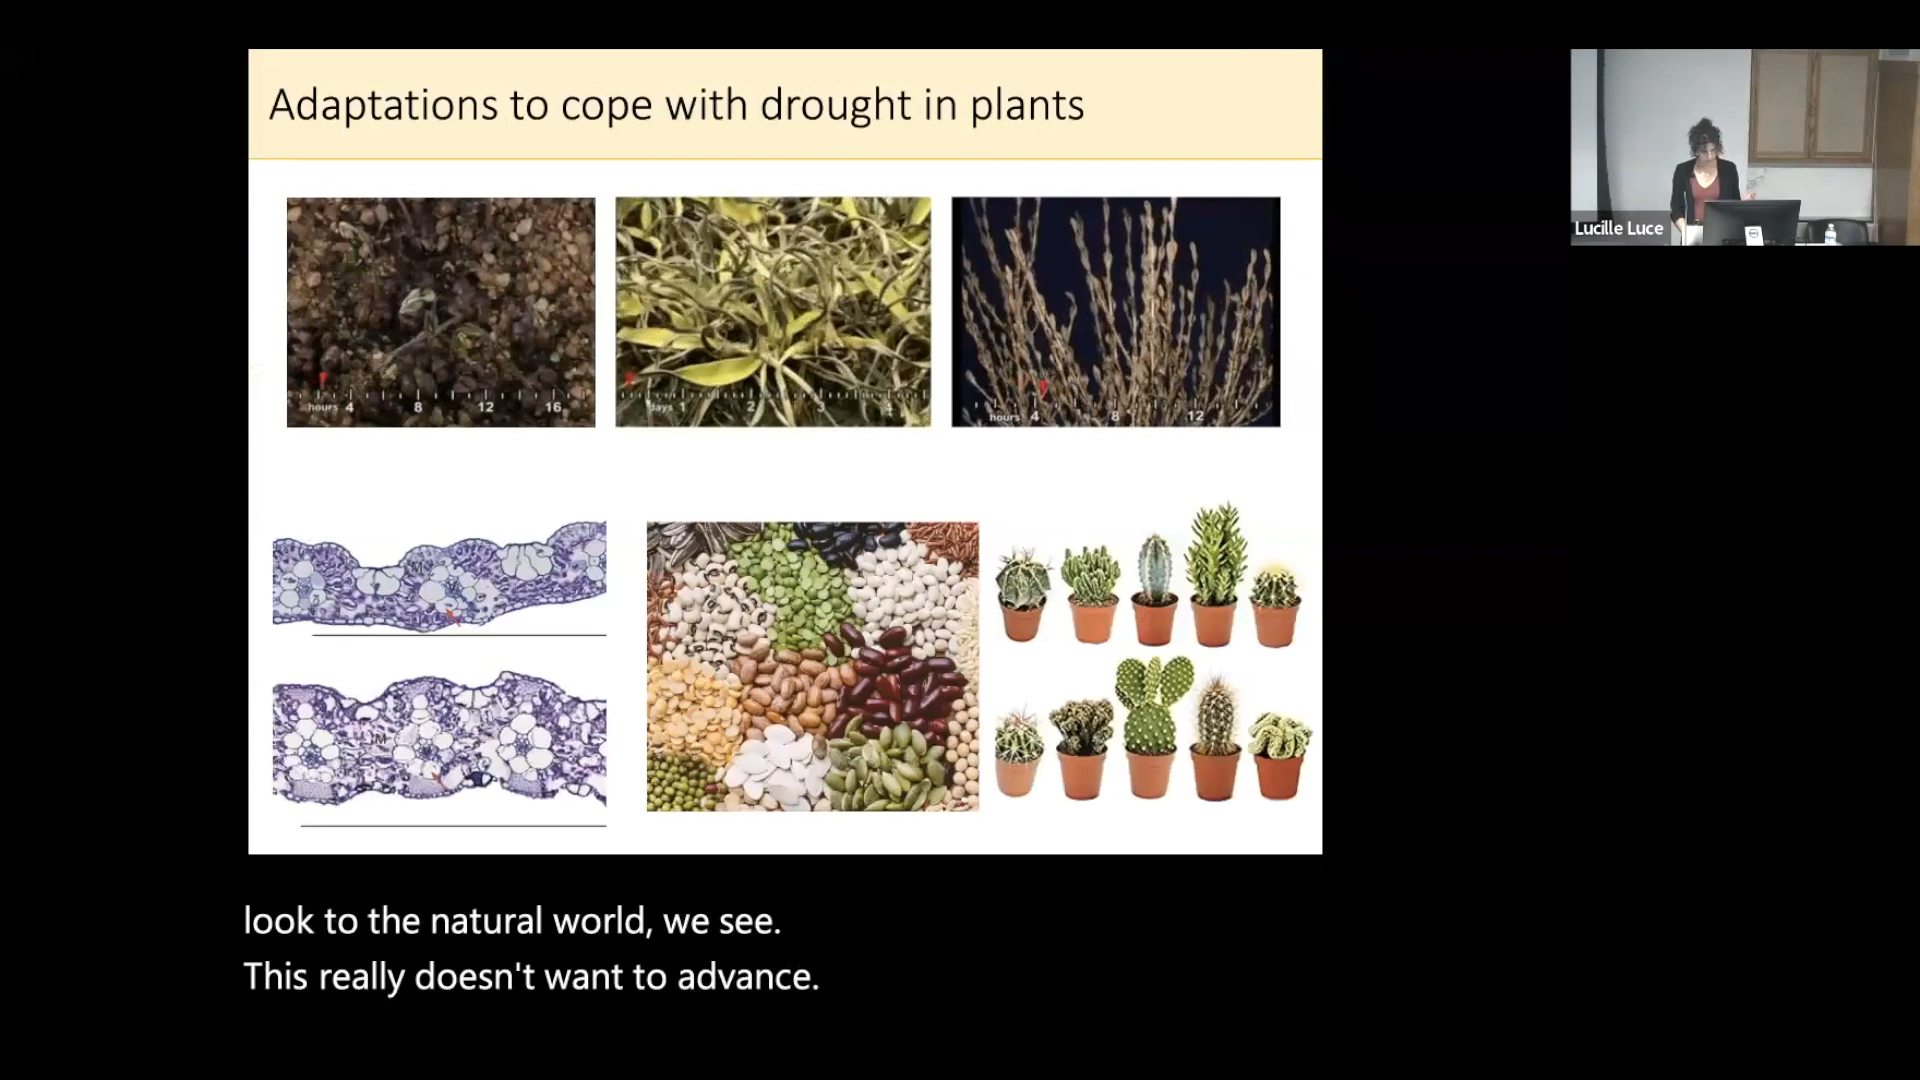 Adaptations to cope with drought in plants
Lucille Luce
hours 4 8 12 16
days 1 2 3 4
hours 4 8 12
M
M
look to the natural world, we see.
This really doesn't want to advance.